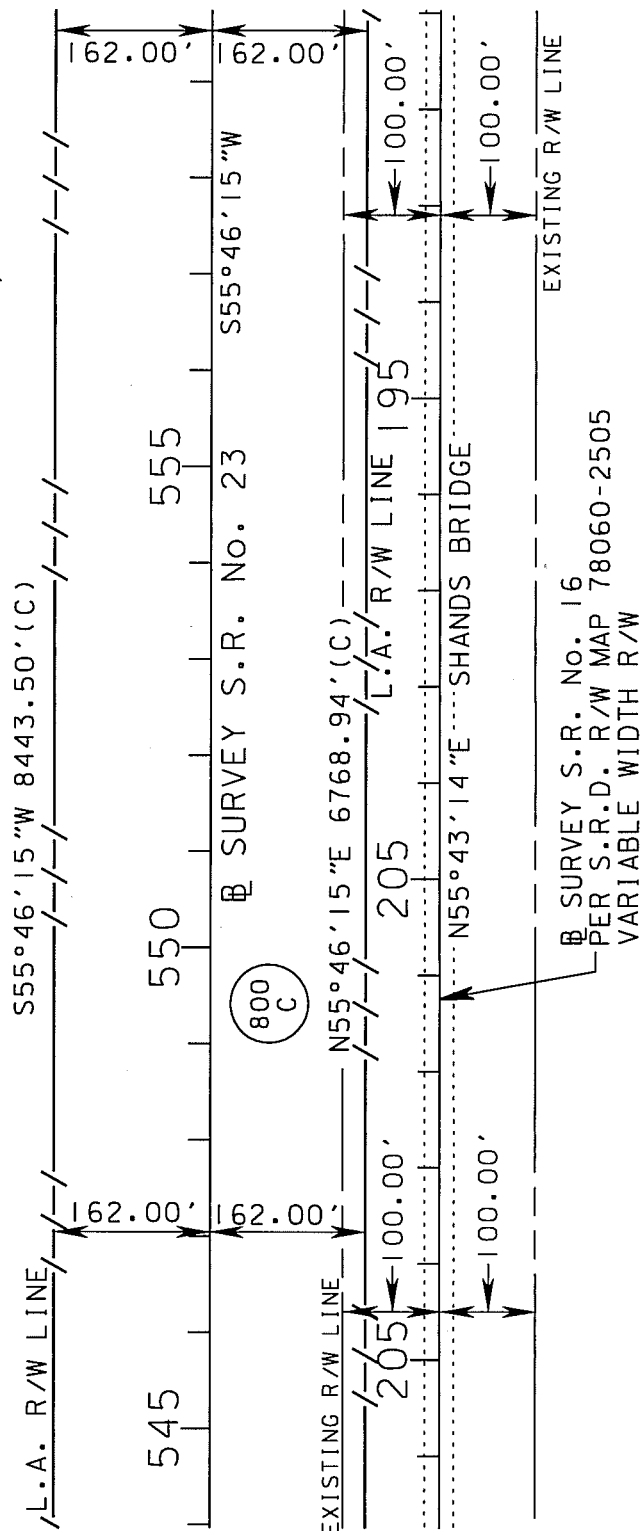 L.A. R/W LINE
S55°46'15"W 8443.50'(C)
162.00'
162.00'
545
550
555
162.00'
162.00'
℄ SURVEY S.R. No. 23
S55°46'15"W
800
C
EXISTING R/W LINE
N55°46'15"E 6768.94'(C)
L.A. R/W LINE
100.00'
100.00'
205
205
195
N55°43'14"E
SHANDS BRIDGE
100.00'
100.00'
℄ SURVEY S.R. No. 16
PER S.R.D. R/W MAP 78060-2505
VARIABLE WIDTH R/W
EXISTING R/W LINE